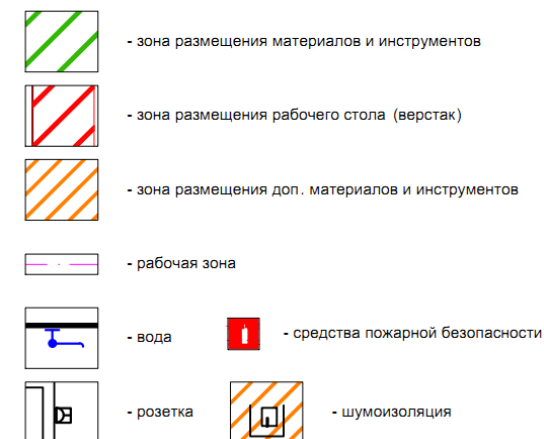 - зона размещения материалов и инструментов
- зона размещения рабочего стола (верстак)
- зона размещения доп. материалов и инструментов
- рабочая зона
- вода
- средства пожарной безопасности
- розетка
- шумоизоляция